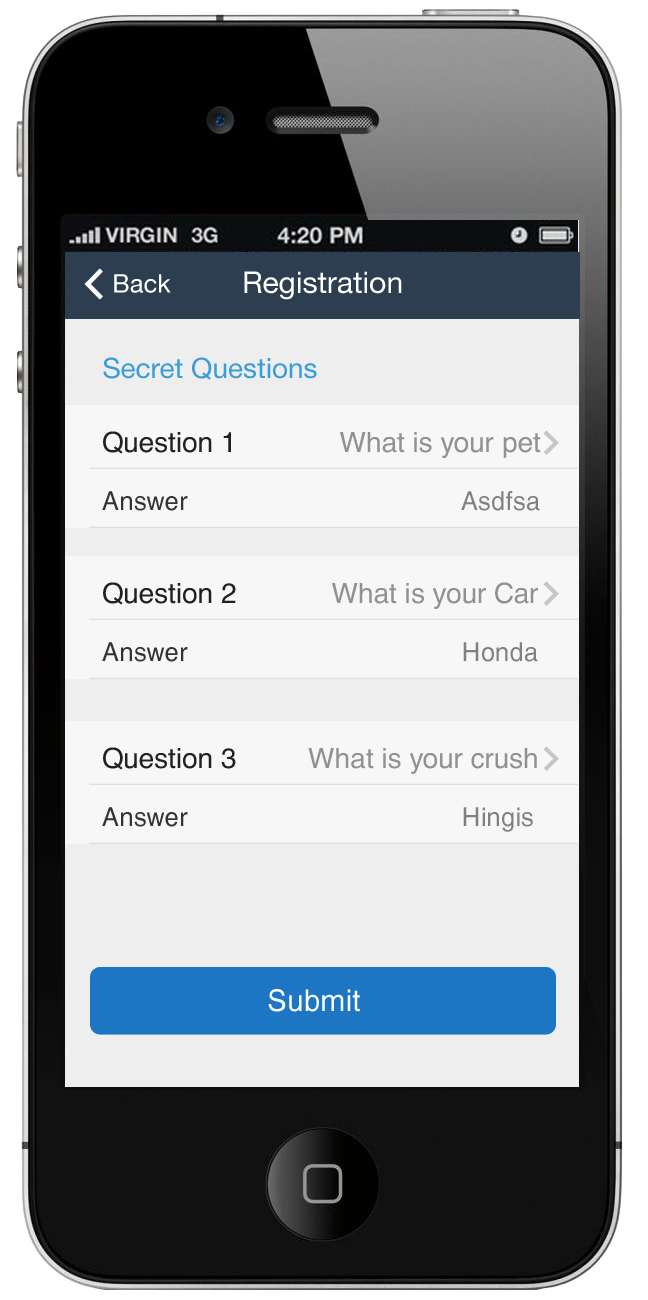 VIRGIN 3G 4:20 PM
Back Registration
Secret Questions
Question 1 What is your pet
Answer Asdfsa
Question 2 What is your Car
Answer Honda
Question 3 What is your crush
Answer Hingis
Submit